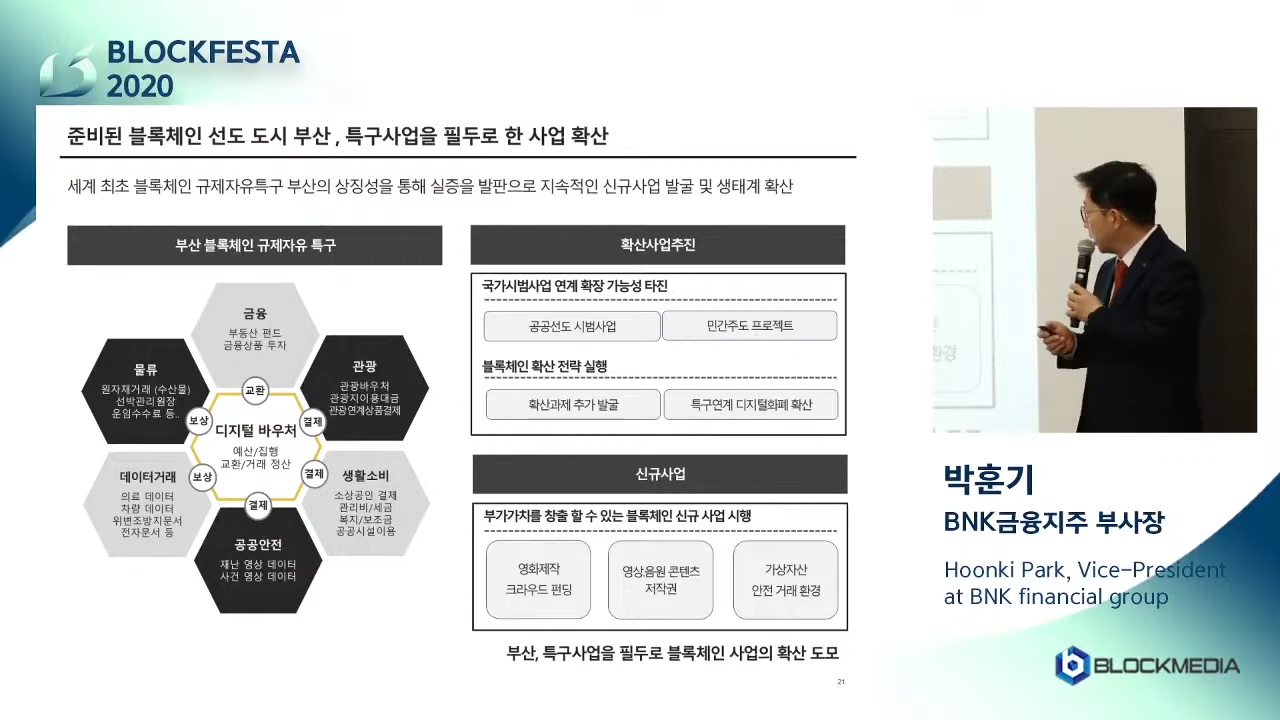 BLOCKFESTA
2020
준비된 블록체인 선도 도시 부산 , 특구사업을 필두로 한 사업 확산
세계 최초 블록체인 규제자유특구 부산의 상징성을 통해 실증을 발판으로 지속적인 신규사업 발굴 및 생태계 확산
부산 블록체인 규제자유 특구
금융
부동산 펀드
금융상품 투자
물류
원자재거래 (수산물)
선박관리원장
운임수수료 등..
관광
관광바우처
관광지이용대금
관광연계상품결제
교환
보상
결제
디지털 바우처
예산/집행
교환/거래 정산
보상
결제
결제
데이터거래
의료 데이터
차량 데이터
위변조방지문서
전자문서 등
생활소비
소상공인 결제
관리비/세금
복지/보조금
공공시설이용
공공안전
재난 영상 데이터
사건 영상 데이터
확산사업추진
국가시범사업 연계 확장 가능성 타진
공공선도 시범사업
민간주도 프로젝트
블록체인 확산 전략 실행
확산과제 추가 발굴
특구연계 디지털화폐 확산
신규사업
부가가치를 창출 할 수 있는 블록체인 신규 사업 시행
영화제작
크라우드 펀딩
영상.음원 콘텐츠
저작권
가상자산
안전 거래 환경
부산, 특구사업을 필두로 블록체인 사업의 확산 도모
21
환경
박훈기
BNK금융지주 부사장
Hoonki Park, Vice-President
at BNK financial group
BLOCKMEDIA